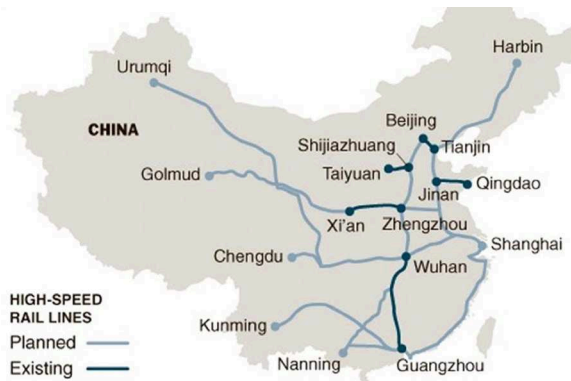 Harbin
Urumqi
Beijing
CHINA
Shijiazhuang
Tianjin
Taiyuan
Golmud
Jinan
Qingdao
Xi'an
Zhengzhou
Shanghai
Chengdu
Wuhan
HIGH-SPEED
RAIL LINES
Kunming
Planned
Nanning
Guangzhou
Existing